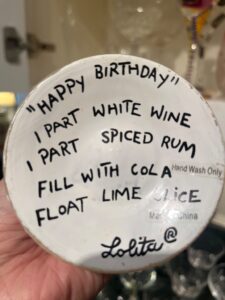 "HAPPY BIRTHDAY"
1 PART WHITE WINE
1 PART SPICED RUM
FILL WITH COLA
Hand Wash Only
FLOAT LIME SLICE
Made in China
Lolita®